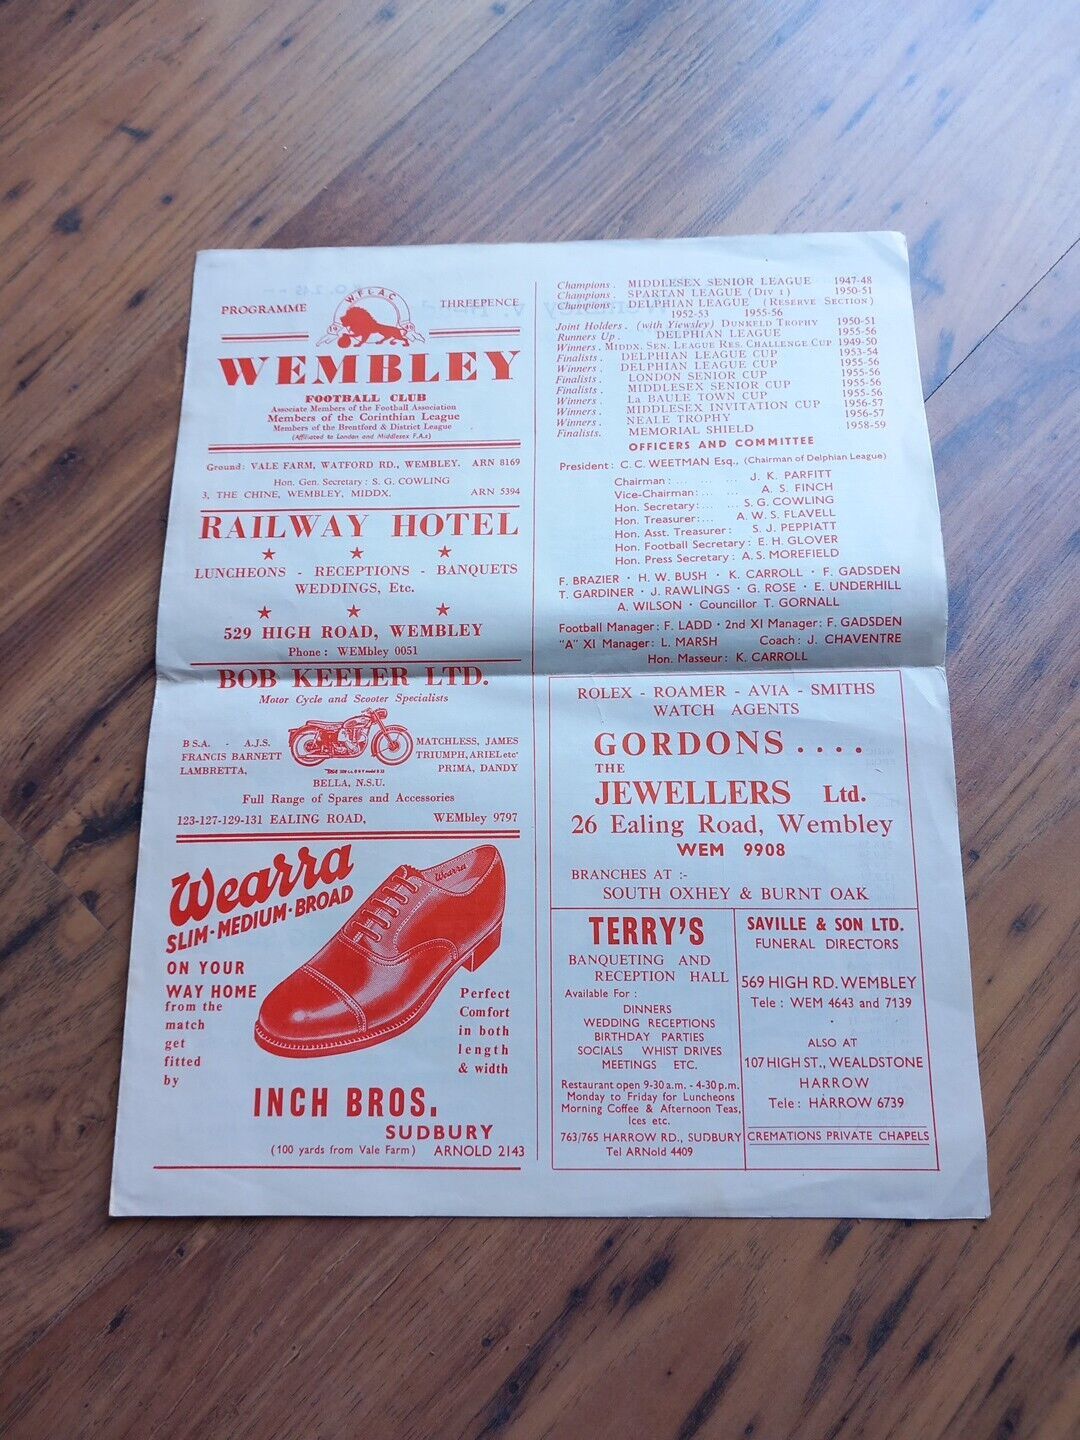 PROGRAMME
W.F.L.A.C
THREEPENCE
WEMBLEY
FOOTBALL CLUB
Associate Members of the Football Association
Members of the Corinthian League
Members of the Brentford & District League
(Affiliated to London and Middlesex F.A.s)
Ground: VALE FARM, WATFORD RD., WEMBLEY. ARN 8169
Hon. Gen. Secretary: S. G. COWLING
3, THE CHINE, WEMBLEY, MIDDX. ARN 5394
RAILWAY HOTEL
LUNCHEONS - RECEPTIONS - BANQUETS
WEDDINGS, Etc.
529 HIGH ROAD, WEMBLEY
Phone: WEMbley 0051
BOB KEELER LTD.
Motor Cycle and Scooter Specialists
B S.A. - A.J.S.
FRANCIS BARNETT
LAMBRETTA,
MATCHLESS, JAMES
TRIUMPH, ARIEL etc'
PRIMA, DANDY
BELLA, N.S.U.
Full Range of Spares and Accessories
123-127-129-131 EALING ROAD, WEMbley 9797
Wearra
SLIM-MEDIUM-BROAD
Wearra
ON YOUR
WAY HOME
from the
match
get
fitted
by
Perfect
Comfort
in both
length
& width
INCH BROS.
SUDBURY
(100 yards from Vale Farm) ARNOLD 2143
Champions. MIDDLESEX SENIOR LEAGUE 1947-48
Champions. SPARTAN LEAGUE (DIV 1) 1950-51
Champions. DELPHIAN LEAGUE (RESERVE SECTION)
1952-53 1955-56
Joint Holders. (with Yiewsley) DUNKELD TROPHY 1950-51
Runners Up. DELPHIAN LEAGUE 1955-56
Winners. MIDDX. SEN. LEAGUE RES. CHALLENGE CUP 1949-50
Finalists. DELPHIAN LEAGUE CUP 1953-54
Winners. DELPHIAN LEAGUE CUP 1955-56
Finalists. LONDON SENIOR CUP 1955-56
Finalists. MIDDLESEX SENIOR CUP 1955-56
Winners. La BAULE TOWN CUP 1955-56
Winners. MIDDLESEX INVITATION CUP 1956-57
Winners. NEALE TROPHY 1956-57
Finalists. MEMORIAL SHIELD 1958-59
OFFICERS AND COMMITTEE
President: C. C. WEETMAN Esq., (Chairman of Delphian League)
Chairman: ... ... ... J. K. PARFITT
Vice-Chairman: ... ... A. S. FINCH
Hon. Secretary: ... ... S. G. COWLING
Hon. Treasurer: ... A. W. S. FLAVELL
Hon. Asst. Treasurer: S. J. PEPPIATT
Hon. Football Secretary: E. H. GLOVER
Hon. Press Secretary: A. S. MOREFIELD
F. BRAZIER · H. W. BUSH · K. CARROLL · F. GADSDEN
T. GARDINER · J. RAWLINGS · G. ROSE · E. UNDERHILL
A. WILSON · Councillor T. GORNALL
Football Manager: F. LADD · 2nd XI Manager: F. GADSDEN
"A" XI Manager: L. MARSH Coach: J. CHAVENTRE
Hon. Masseur: K. CARROLL
ROLEX - ROAMER - AVIA - SMITHS
WATCH AGENTS
GORDONS ....
THE
JEWELLERS Ltd.
26 Ealing Road, Wembley
WEM 9908
BRANCHES AT :-
SOUTH OXHEY & BURNT OAK
TERRY'S
BANQUETING AND
RECEPTION HALL
Available For:
DINNERS
WEDDING RECEPTIONS
BIRTHDAY PARTIES
SOCIALS WHIST DRIVES
MEETINGS ETC.
Restaurant open 9-30 a.m. - 4-30 p.m.
Monday to Friday for Luncheons
Morning Coffee & Afternoon Teas,
Ices etc.
763/765 HARROW RD., SUDBURY
Tel ARNold 4409
SAVILLE & SON LTD.
FUNERAL DIRECTORS
569 HIGH RD. WEMBLEY
Tele: WEM 4643 and 7139
ALSO AT
107 HIGH ST., WEALDSTONE
HARROW
Tele: HARROW 6739
CREMATIONS PRIVATE CHAPELS